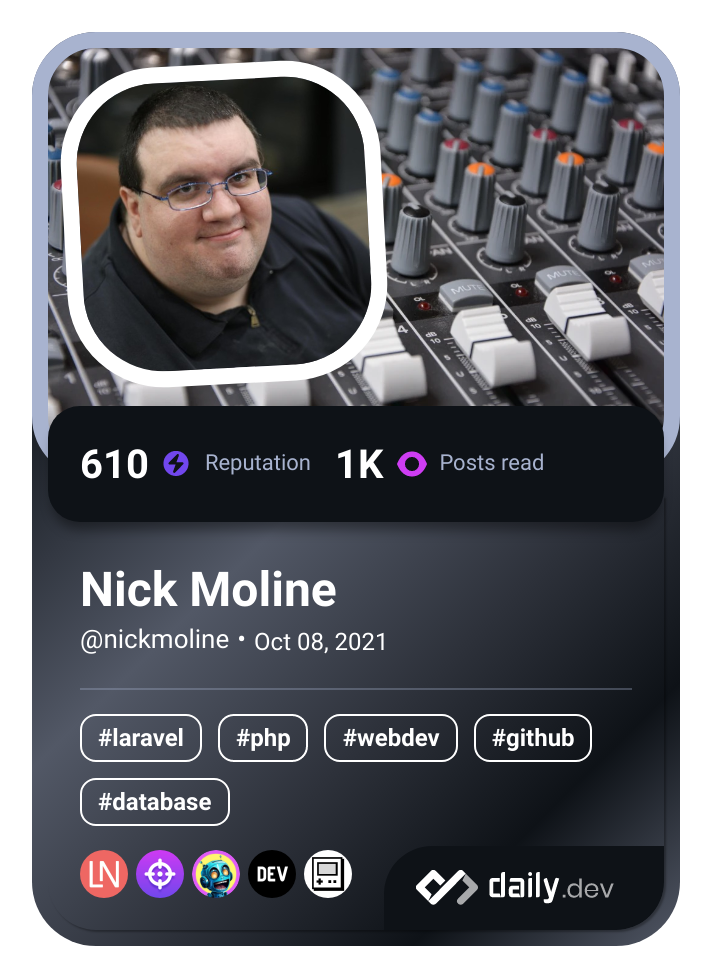 610 Reputation 1K Posts read
Nick Moline
@nickmoline • Oct 08, 2021
#laravel #php #webdev #github
#database
LN DEV daily.dev